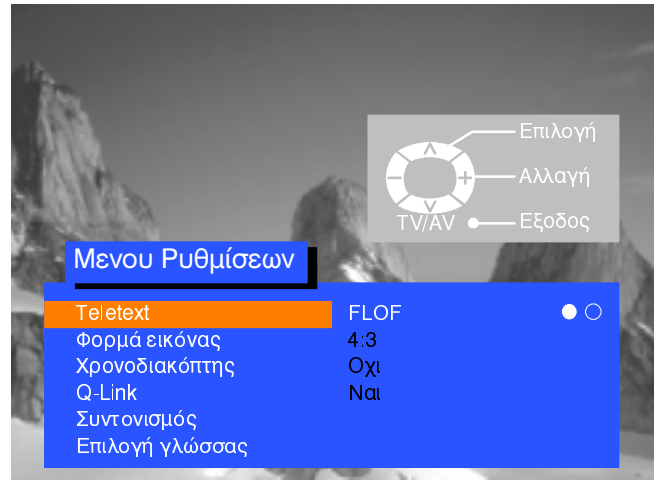 Επιλογή
Αλλαγή
TV/AV Εξοδος
Μενου Ρυθμίσεων
Teletext FLOF
Φορμά εικόνας 4:3
Χρονοδιακόπτης Οχι
Q-Link Ναι
Συντονισμός
Επιλογή γλώσσας